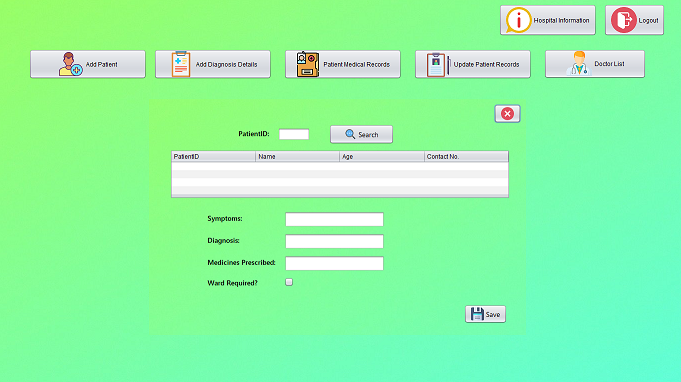 Hospital Information
Logout
Add Patient
Add Diagnosis Details
Patient Medical Records
Update Patient Records
Doctor List
PatientID:
Search
PatientID Name Age Contact No.
Symptoms:
Diagnosis:
Medicines Prescribed:
Ward Required?
Save